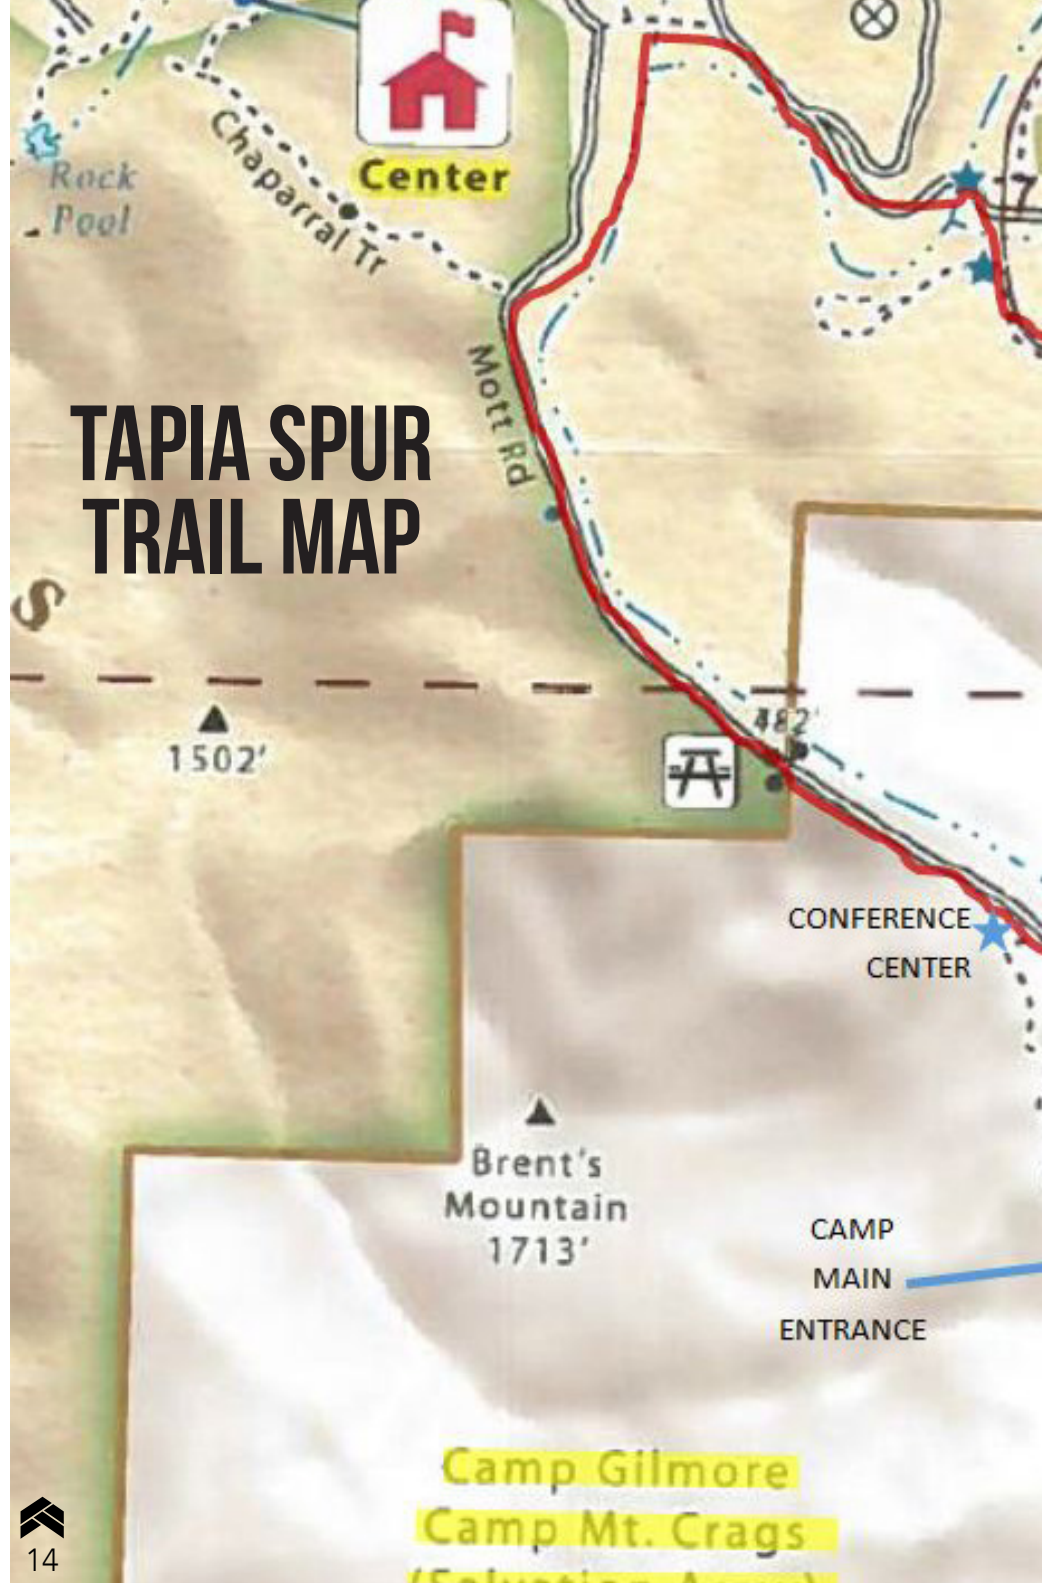 Center
Rock
Pool
Chaparral Tr
7
Mott Rd
TAPIA SPUR
TRAIL MAP
S
482'
1502'
CONFERENCE
CENTER
Brent's
Mountain
1713'
CAMP
MAIN
ENTRANCE
Camp Gilmore
Camp Mt. Crags
14